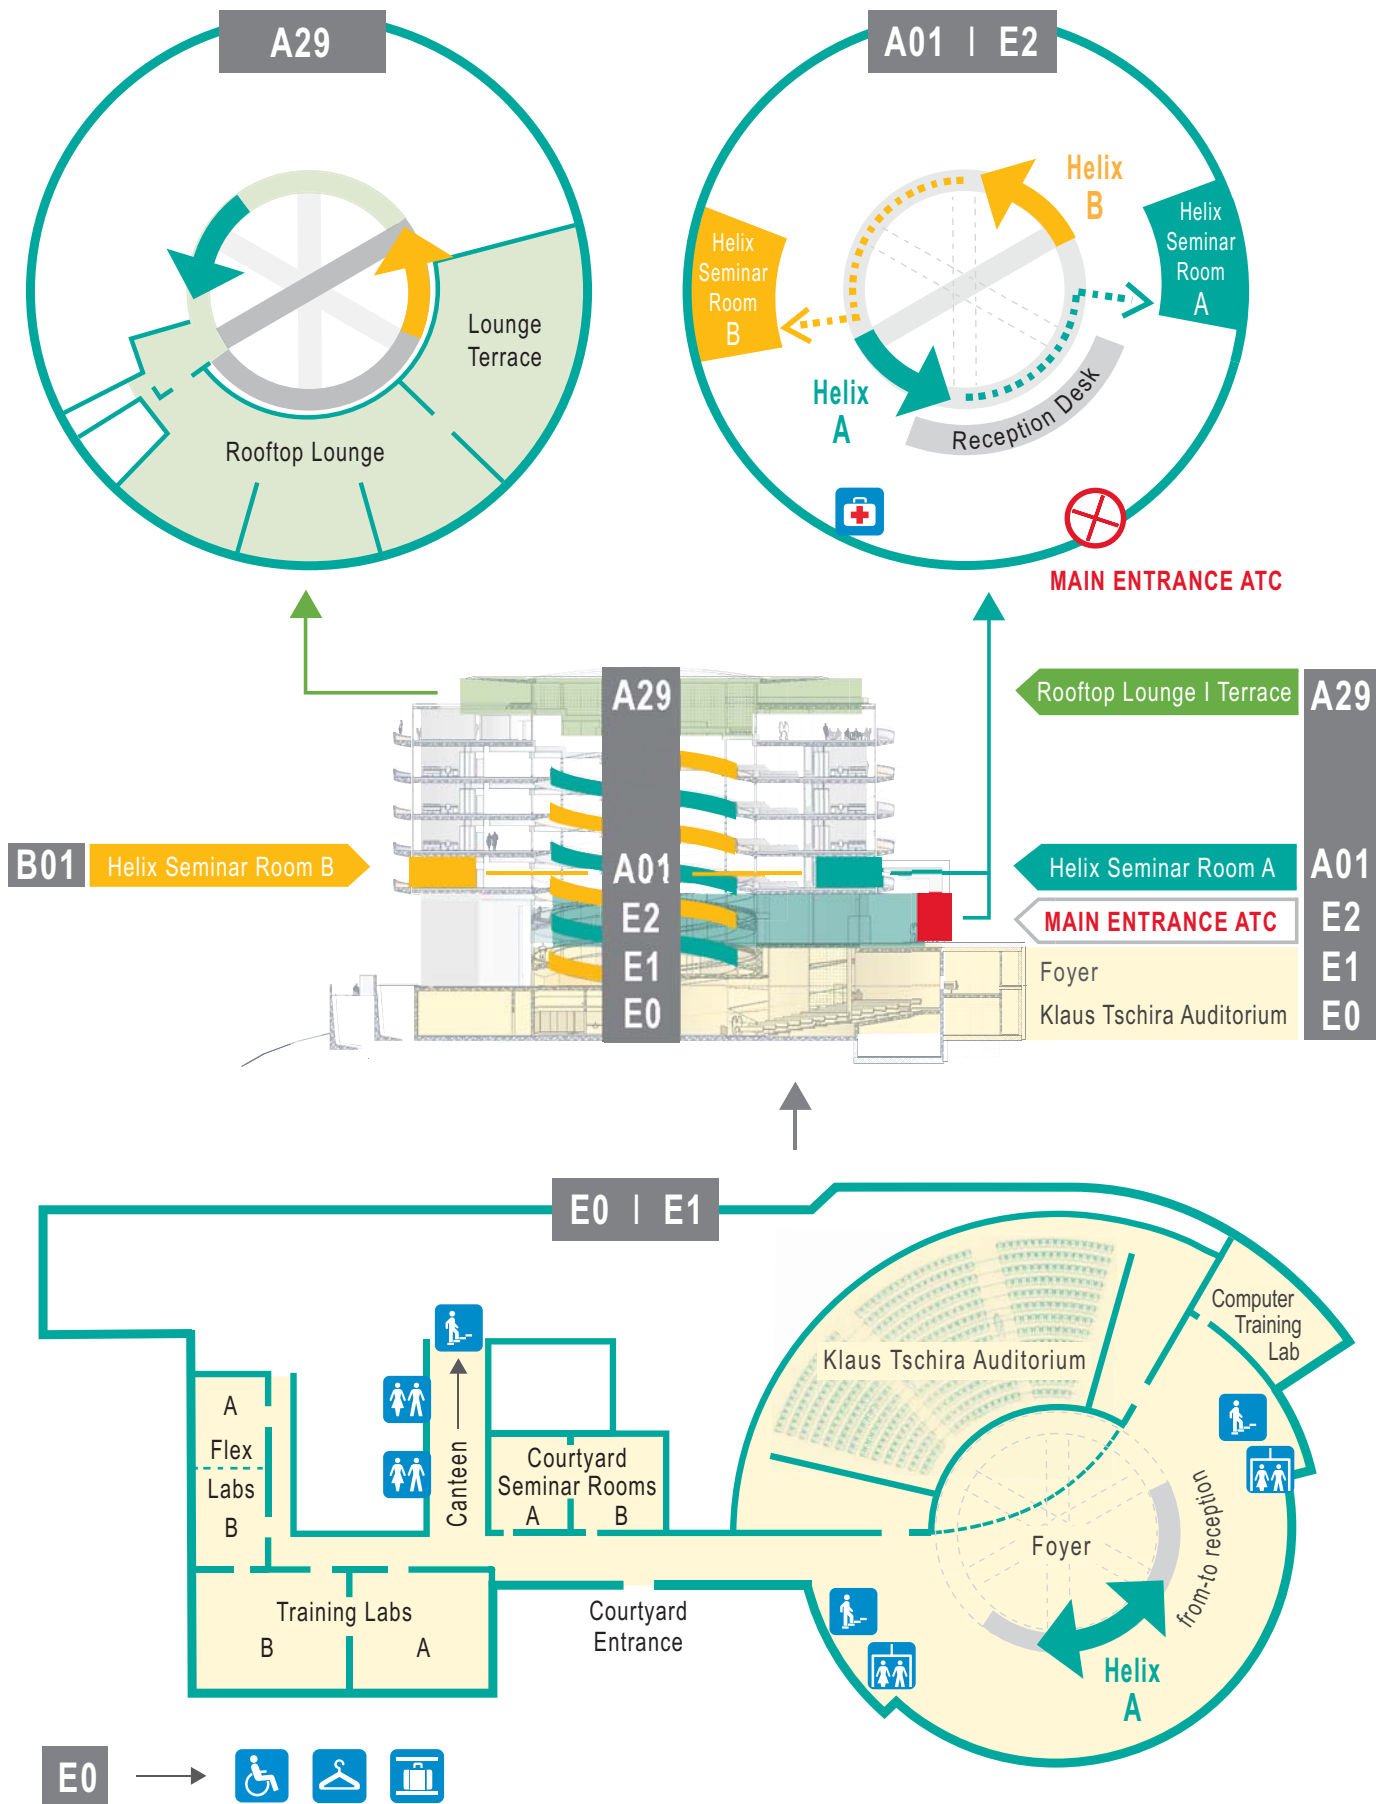 A29
A01 | E2
Helix
B
Helix
Seminar
Room
A
Helix
Seminar
Room
B
Lounge
Terrace
Helix
A
Reception Desk
Rooftop Lounge
MAIN ENTRANCE ATC
A29
Rooftop Lounge I Terrace
A29
B01
Helix Seminar Room B
A01
Helix Seminar Room A
A01
E2
MAIN ENTRANCE ATC
E2
E1
Foyer
E1
E0
Klaus Tschira Auditorium
E0
E0 | E1
Computer
Training
Lab
Klaus Tschira Auditorium
A
Flex
Labs
B
Canteen
Courtyard
Seminar Rooms
A
B
Foyer
from-to reception
Training Labs
B
A
Courtyard
Entrance
Helix
A
E0